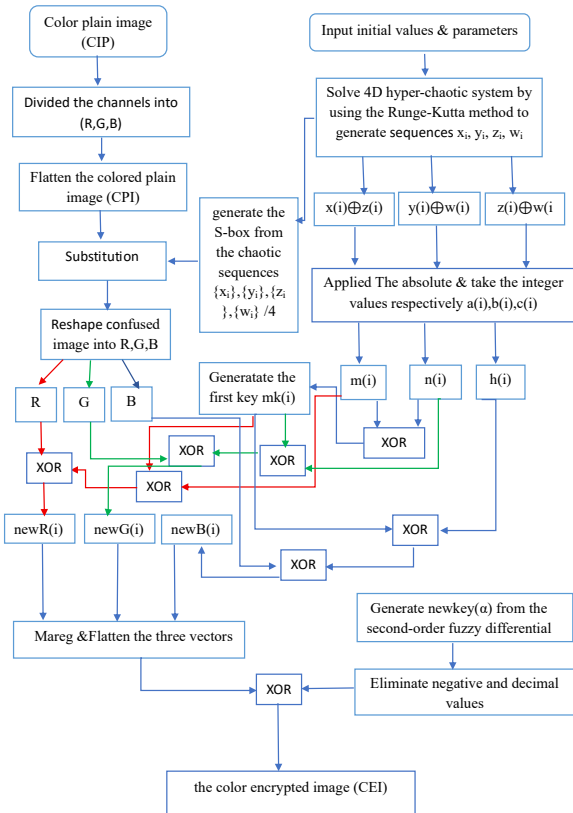 Color plain image
(CIP)
Divided the channels into
(R,G,B)
Flatten the colored plain
image (CPI)
Substitution
Reshape confused
image into R,G,B
R
G
B
Input initial values & parameters
Solve 4D hyper-chaotic system by
using the Runge-Kutta method to
generate sequences xᵢ, yᵢ, zᵢ, wᵢ
generate the
S-box from
the chaotic
sequences
{xᵢ},{yᵢ},{zᵢ
},{wᵢ} /4
x(i)⊕z(i)
y(i)⊕w(i)
z(i)⊕w(i
Applied The absolute & take the integer
values respectively a(i),b(i),c(i)
Generatate the
first key mk(i)
m(i)
n(i)
h(i)
XOR
XOR
XOR
XOR
XOR
XOR
XOR
newR(i)
newG(i)
newB(i)
Mareg &Flatten the three vectors
Generate newkey(α) from the
second-order fuzzy differential
Eliminate negative and decimal
values
XOR
the color encrypted image (CEI)